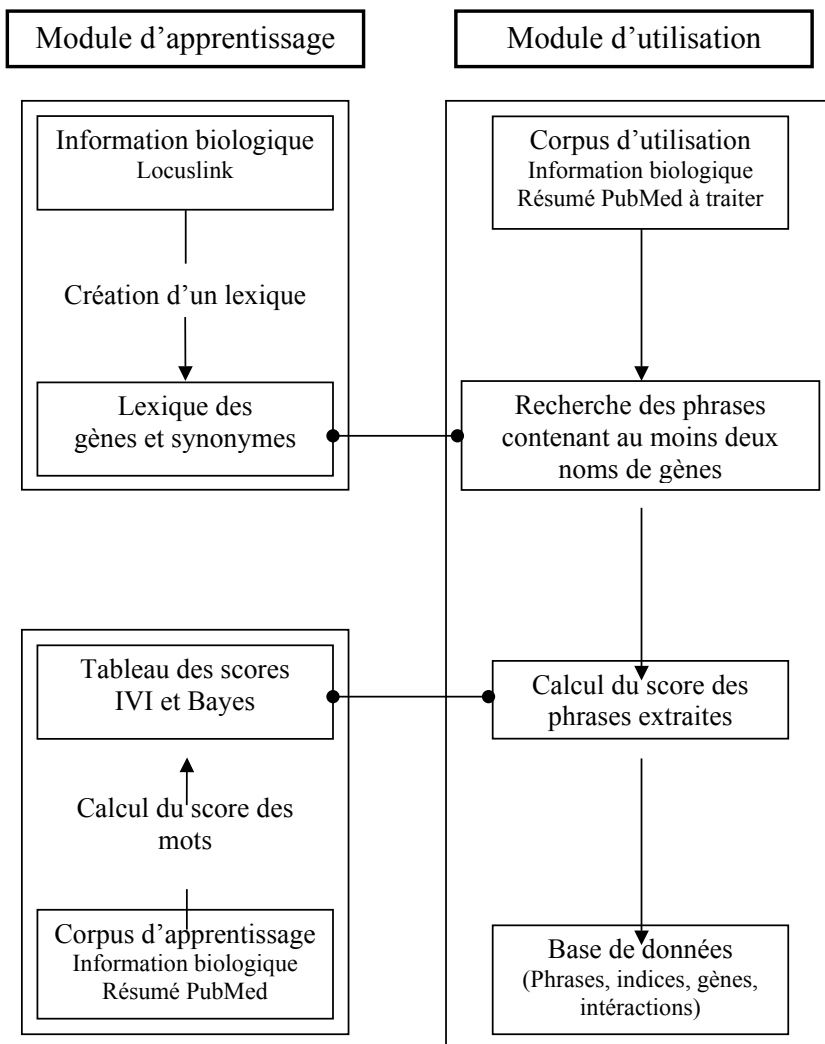 Module d'apprentissage
Module d'utilisation
Information biologique
Locuslink
Création d'un lexique
Lexique des
gènes et synonymes
Tableau des scores
IVI et Bayes
Calcul du score des
mots
Corpus d'apprentissage
Information biologique
Résumé PubMed
Corpus d'utilisation
Information biologique
Résumé PubMed à traiter
Recherche des phrases
contenant au moins deux
noms de gènes
Calcul du score des
phrases extraites
Base de données
(Phrases, indices, gènes,
intéractions)